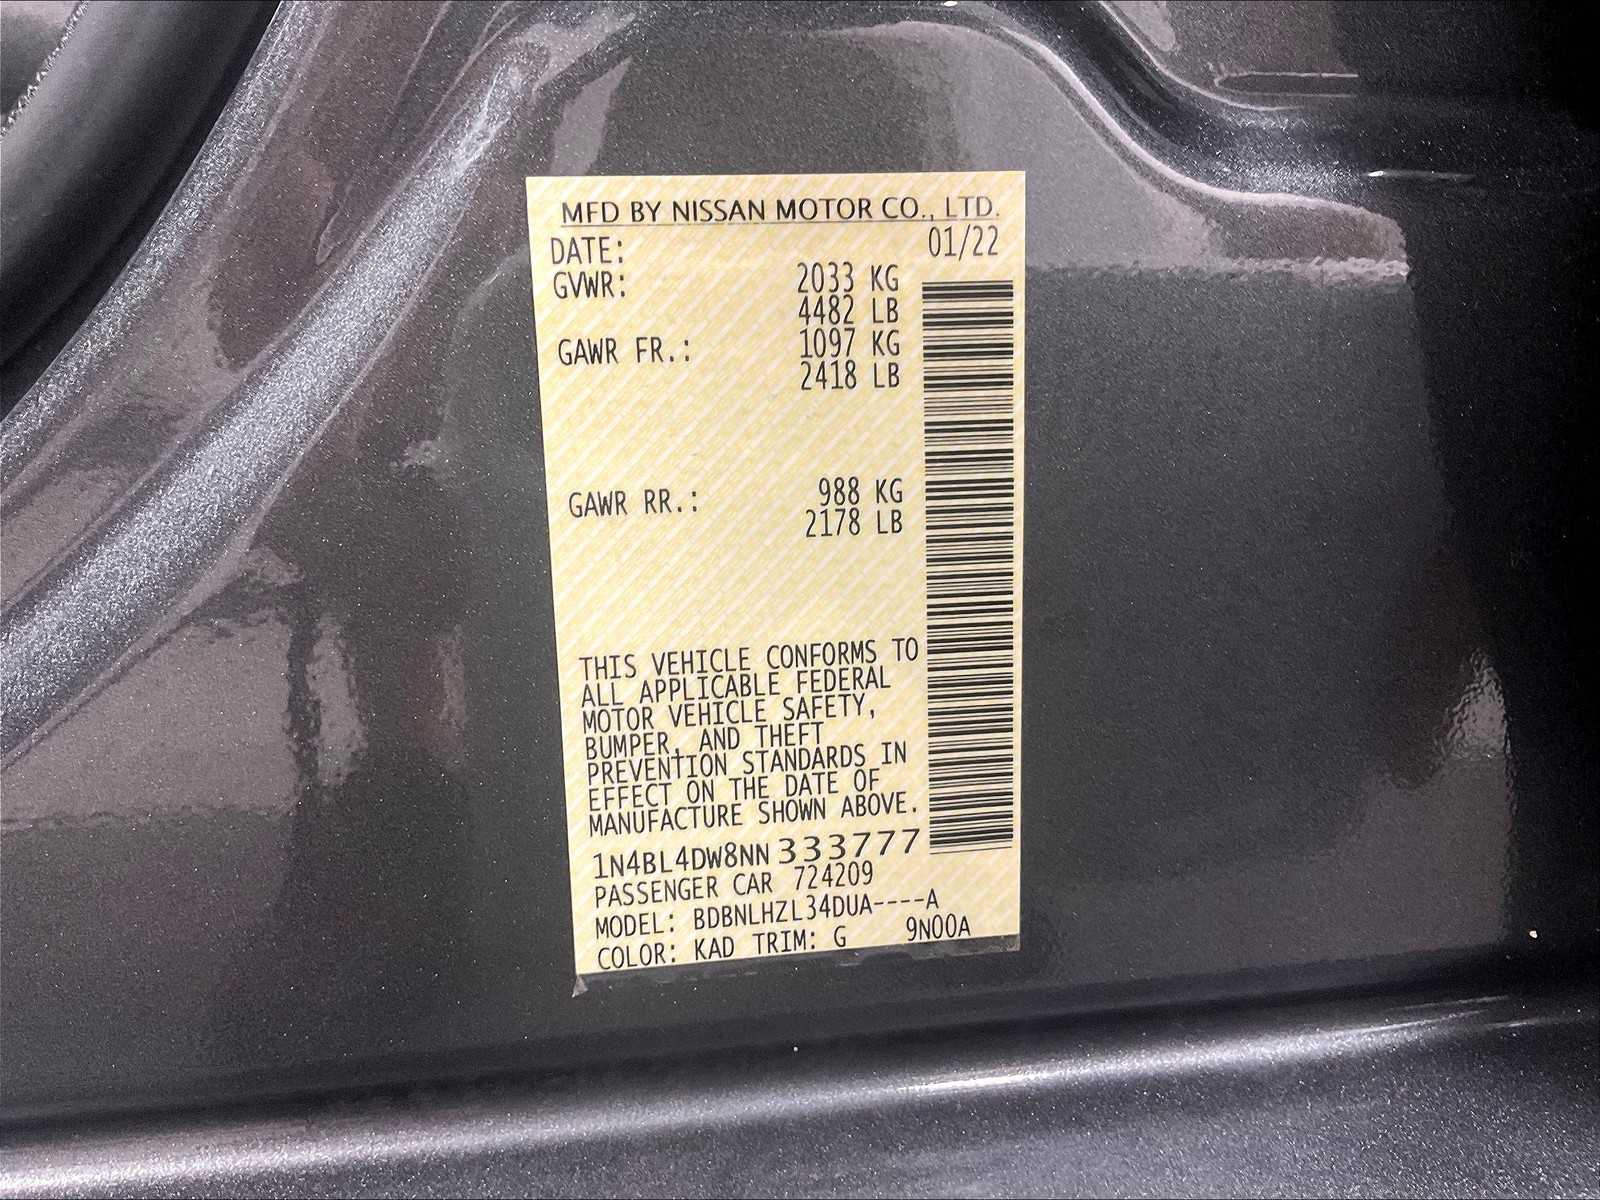 MFD BY NISSAN MOTOR CO., LTD.
DATE: 01/22
GVWR: 2033 KG
4482 LB
GAWR FR.: 1097 KG
2418 LB
GAWR RR.: 988 KG
2178 LB
THIS VEHICLE CONFORMS TO
ALL APPLICABLE FEDERAL
MOTOR VEHICLE SAFETY,
BUMPER, AND THEFT
PREVENTION STANDARDS IN
EFFECT ON THE DATE OF
MANUFACTURE SHOWN ABOVE.
1N4BL4DW8NN333777
PASSENGER CAR 724209
MODEL: BDBNLHZL34DUA----A
COLOR: KAD TRIM: G 9N00A